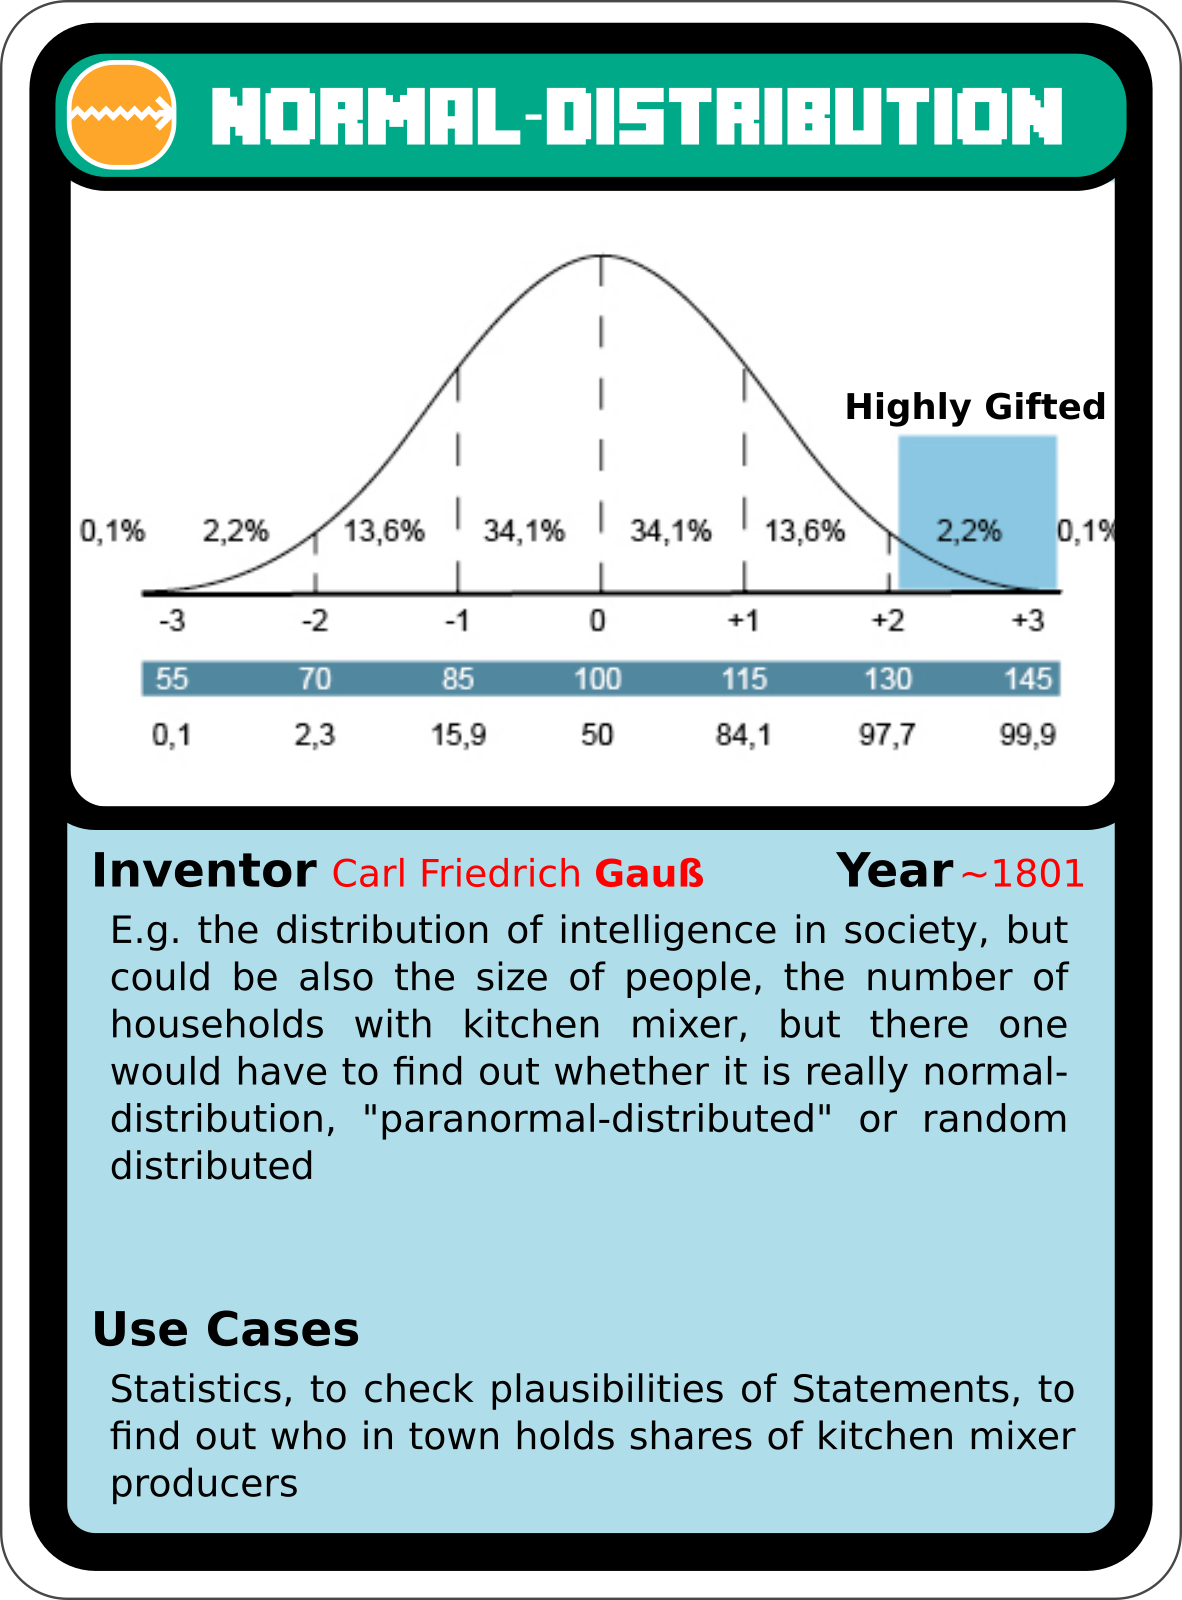 NORMAL-DISTRIBUTION
Highly Gifted
0,1% 2,2% 13,6% 34,1% 34,1% 13,6% 2,2% 0,1%
-3 -2 -1 0 +1 +2 +3
55 70 85 100 115 130 145
0,1 2,3 15,9 50 84,1 97,7 99,9
Inventor Carl Friedrich Gauß Year ~1801
E.g. the distribution of intelligence in society, but
could be also the size of people, the number of
households with kitchen mixer, but there one
would have to find out whether it is really normal-
distribution, "paranormal-distributed" or random
distributed
Use Cases
Statistics, to check plausibilities of Statements, to
find out who in town holds shares of kitchen mixer
producers